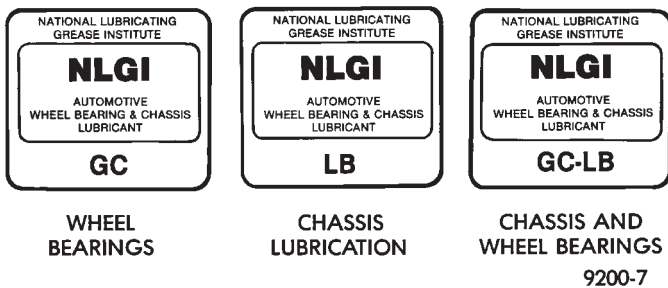 NATIONAL LUBRICATING
GREASE INSTITUTE
NLGI
AUTOMOTIVE
WHEEL BEARING & CHASSIS
LUBRICANT
GC
WHEEL
BEARINGS
NATIONAL LUBRICATING
GREASE INSTITUTE
NLGI
AUTOMOTIVE
WHEEL BEARING & CHASSIS
LUBRICANT
LB
CHASSIS
LUBRICATION
NATIONAL LUBRICATING
GREASE INSTITUTE
NLGI
AUTOMOTIVE
WHEEL BEARING & CHASSIS
LUBRICANT
GC-LB
CHASSIS AND
WHEEL BEARINGS
9200-7